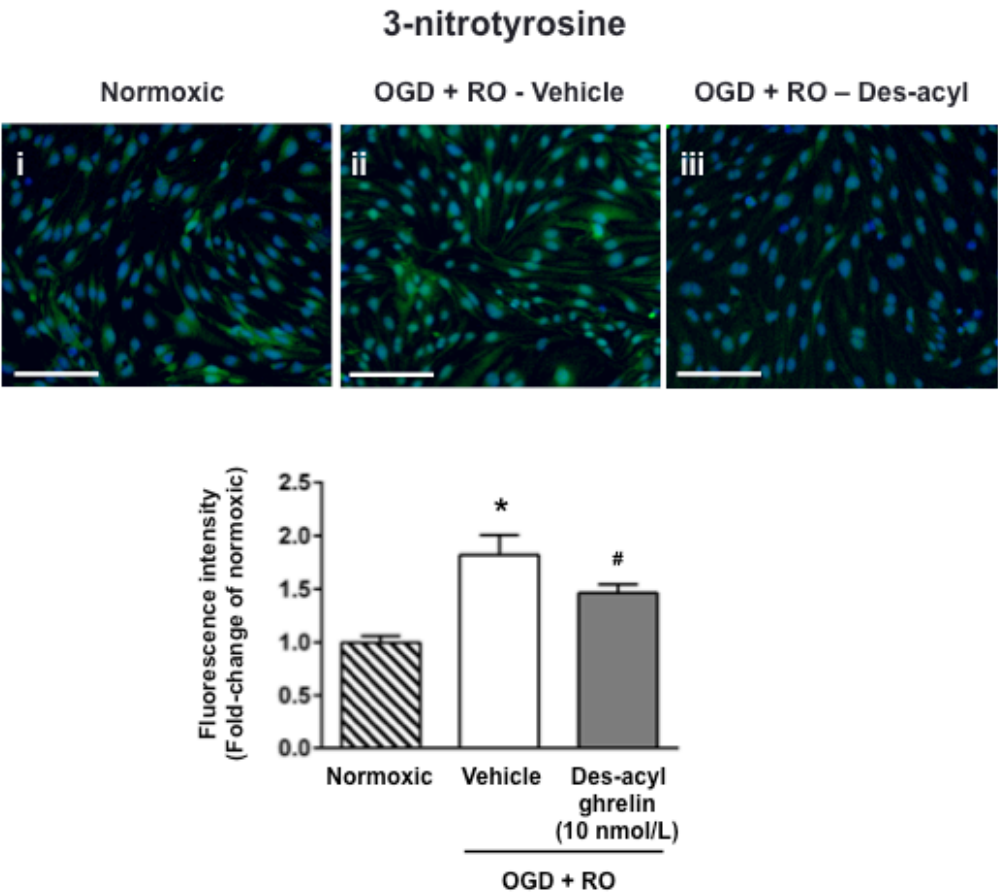 3-nitrotyrosine
Normoxic
OGD + RO - Vehicle
OGD + RO – Des-acyl
i
ii
iii
Fluorescence intensity
(Fold-change of normoxic)
2.5
2.0
1.5
1.0
0.5
0.0
*
#
Normoxic
Vehicle
Des-acyl
ghrelin
(10 nmol/L)
OGD + RO